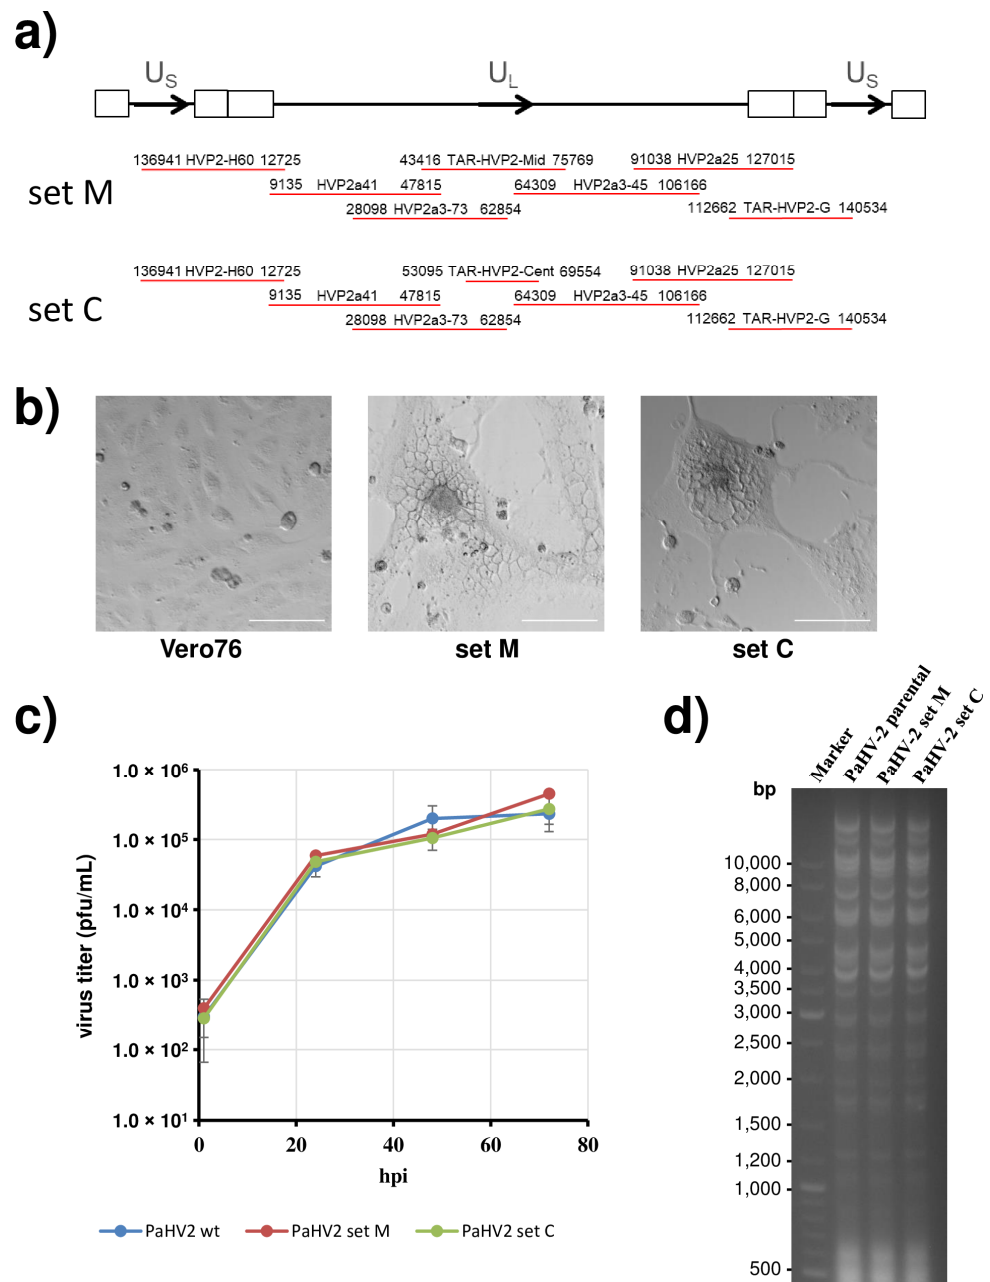 a)
US UL US
136941 HVP2-H60 12725 43416 TAR-HVP2-Mid 75769 91038 HVP2a25 127015
set M
9135 HVP2a41 47815 64309 HVP2a3-45 106166
28098 HVP2a3-73 62854 112662 TAR-HVP2-G 140534
136941 HVP2-H60 12725 53095 TAR-HVP2-Cent 69554 91038 HVP2a25 127015
set C
9135 HVP2a41 47815 64309 HVP2a3-45 106166
28098 HVP2a3-73 62854 112662 TAR-HVP2-G 140534
b)
Vero76 set M set C
c)
virus titer (pfu/mL)
1.0 × 10⁶
1.0 × 10⁵
1.0 × 10⁴
1.0 × 10³
1.0 × 10²
1.0 × 10¹
0 20 40 60 80
hpi
PaHV2 wt PaHV2 set M PaHV2 set C
d)
Marker
PaHV-2 parental
PaHV-2 set M
PaHV-2 set C
bp
10,000
8,000
6,000
5,000
4,000
3,500
3,000
2,500
2,000
1,500
1,200
1,000
500